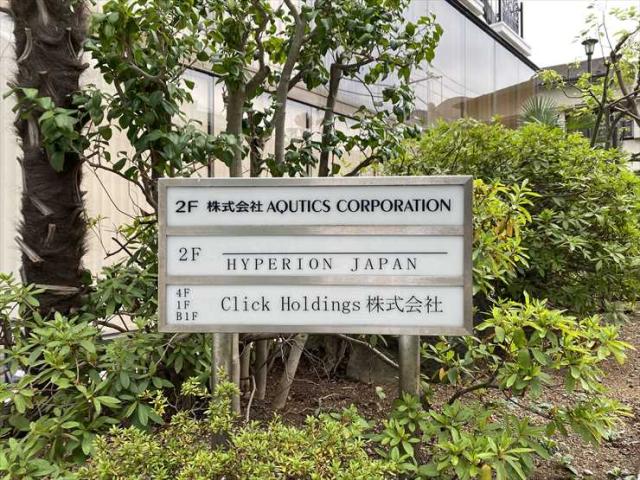 2F 株式会社 AQUTICS CORPORATION
2F HYPERION JAPAN
4F
1F
B1F
Click Holdings 株式会社